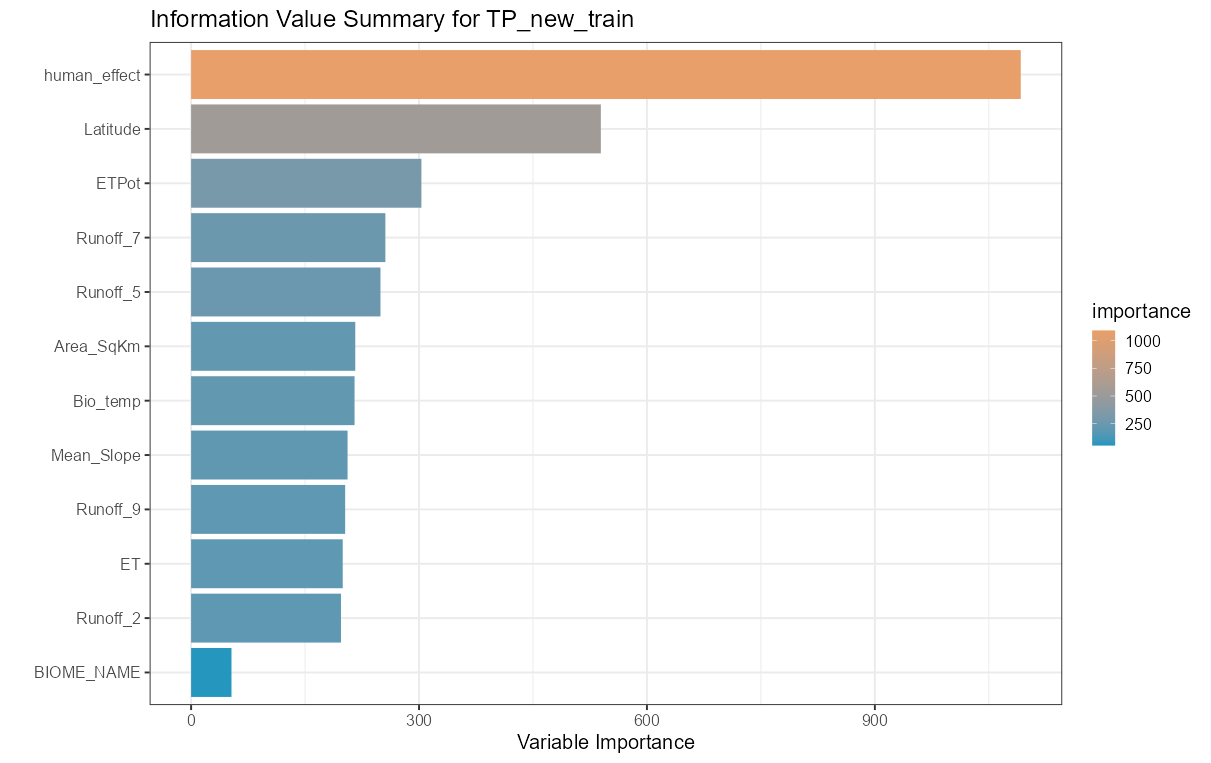 Information Value Summary for TP_new_train
human_effect
Latitude
ETPot
Runoff_7
Runoff_5
Area_SqKm
Bio_temp
Mean_Slope
Runoff_9
ET
Runoff_2
BIOME_NAME
0 300 600 900
Variable Importance
importance
1000
750
500
250